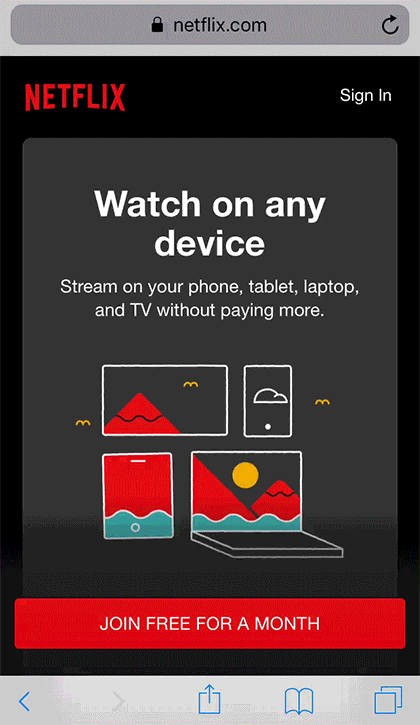 netflix.com
NETFLIX
Sign In
Watch on any
device
Stream on your phone, tablet, laptop,
and TV without paying more.
JOIN FREE FOR A MONTH